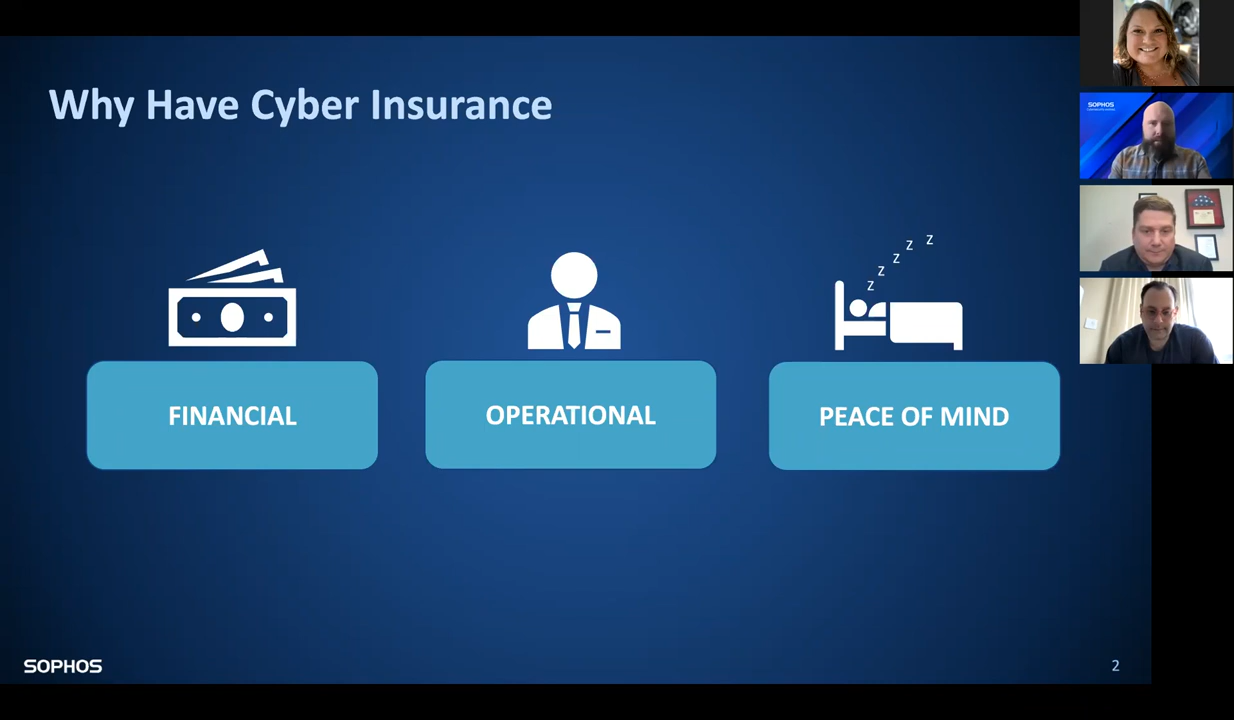 Why Have Cyber Insurance
z
z
z
z
z
FINANCIAL
OPERATIONAL
PEACE OF MIND
SOPHOS
2
SOPHOS